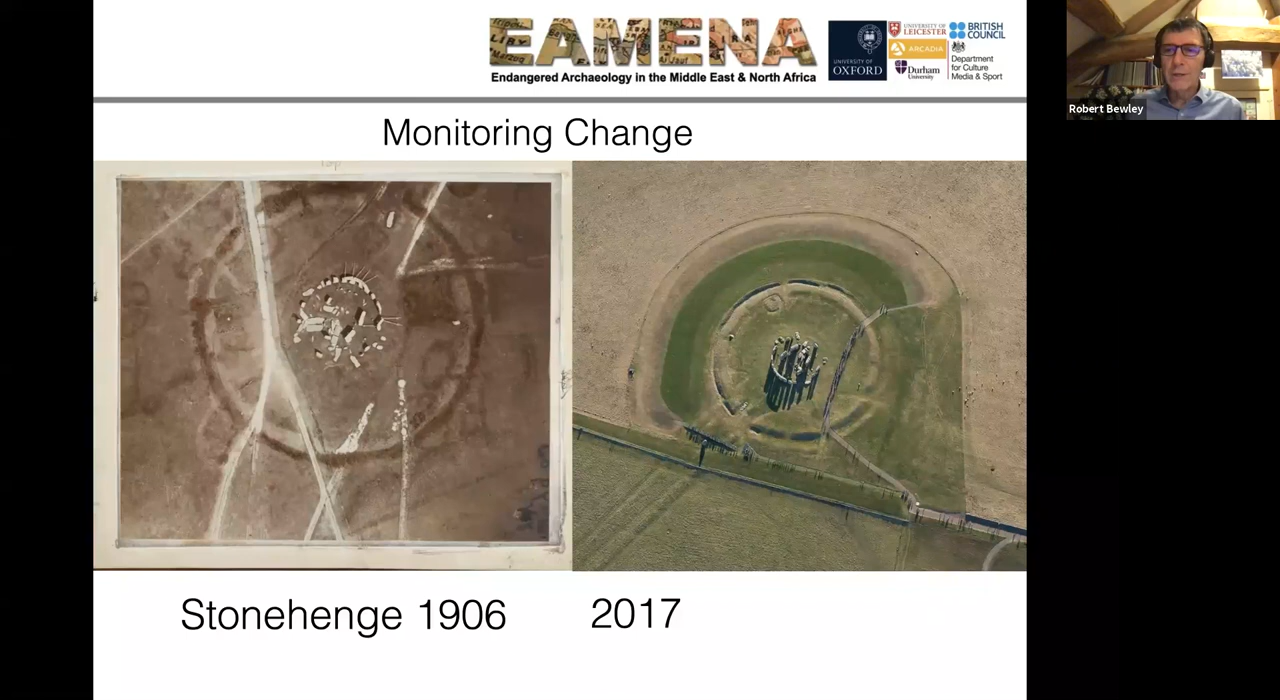 EAMENA
Endangered Archaeology in the Middle East & North Africa
UNIVERSITY OF
OXFORD
UNIVERSITY OF
LEICESTER
ARCADIA
Durham
University
BRITISH
COUNCIL
Department
for Culture
Media & Sport
Robert Bewley
Monitoring Change
Top
Stonehenge 1906
2017